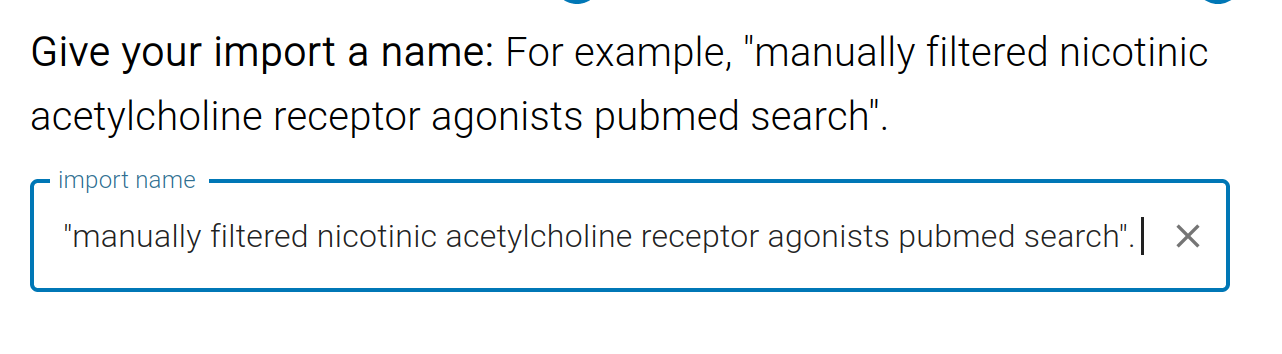 Give your import a name: For example, "manually filtered nicotinic
acetylcholine receptor agonists pubmed search".
import name
"manually filtered nicotinic acetylcholine receptor agonists pubmed search".